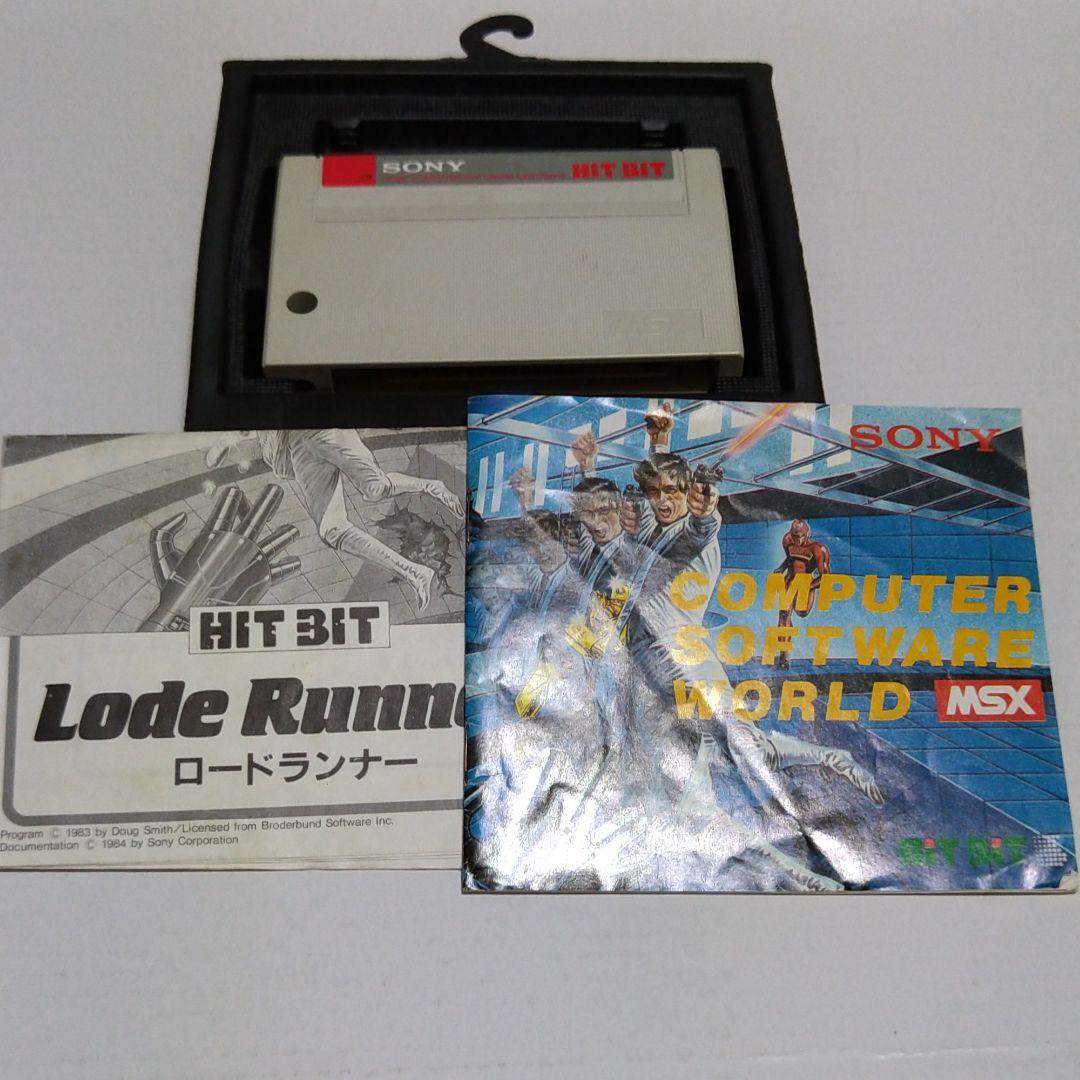 SONY
HIT BIT
MSX
HIT BIT
Lode Runne
ロードランナー
Program © 1983 by Doug Smith/Licensed from Broderbund Software Inc.
Documentation © 1984 by Sony Corporation
SONY
COMPUTER
SOFTWARE
WORLD MSX
HIT BIT